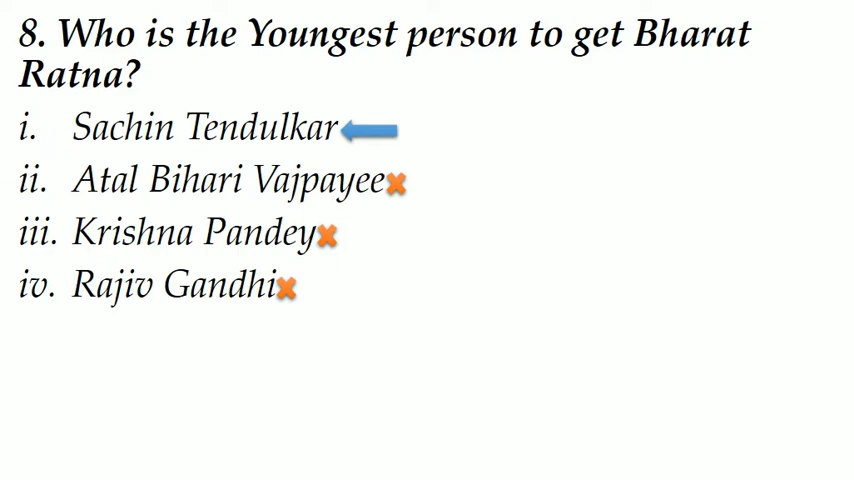 8. Who is the Youngest person to get Bharat
Ratna?
i. Sachin Tendulkar
ii. Atal Bihari Vajpayee
iii. Krishna Pandey
iv. Rajiv Gandhi